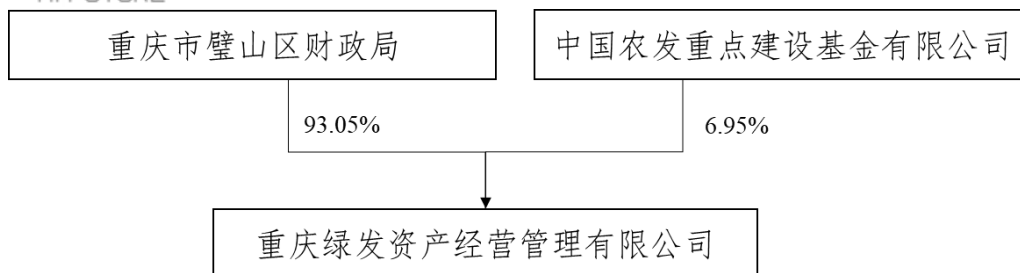 重庆市璧山区财政局
中国农发重点建设基金有限公司
93.05%
6.95%
重庆绿发资产经营管理有限公司